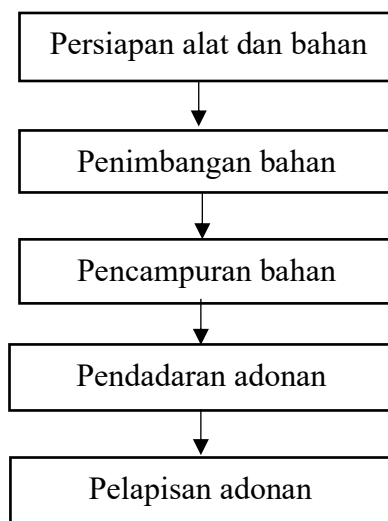 Persiapan alat dan bahan
Penimbangan bahan
Pencampuran bahan
Pendadaran adonan
Pelapisan adonan